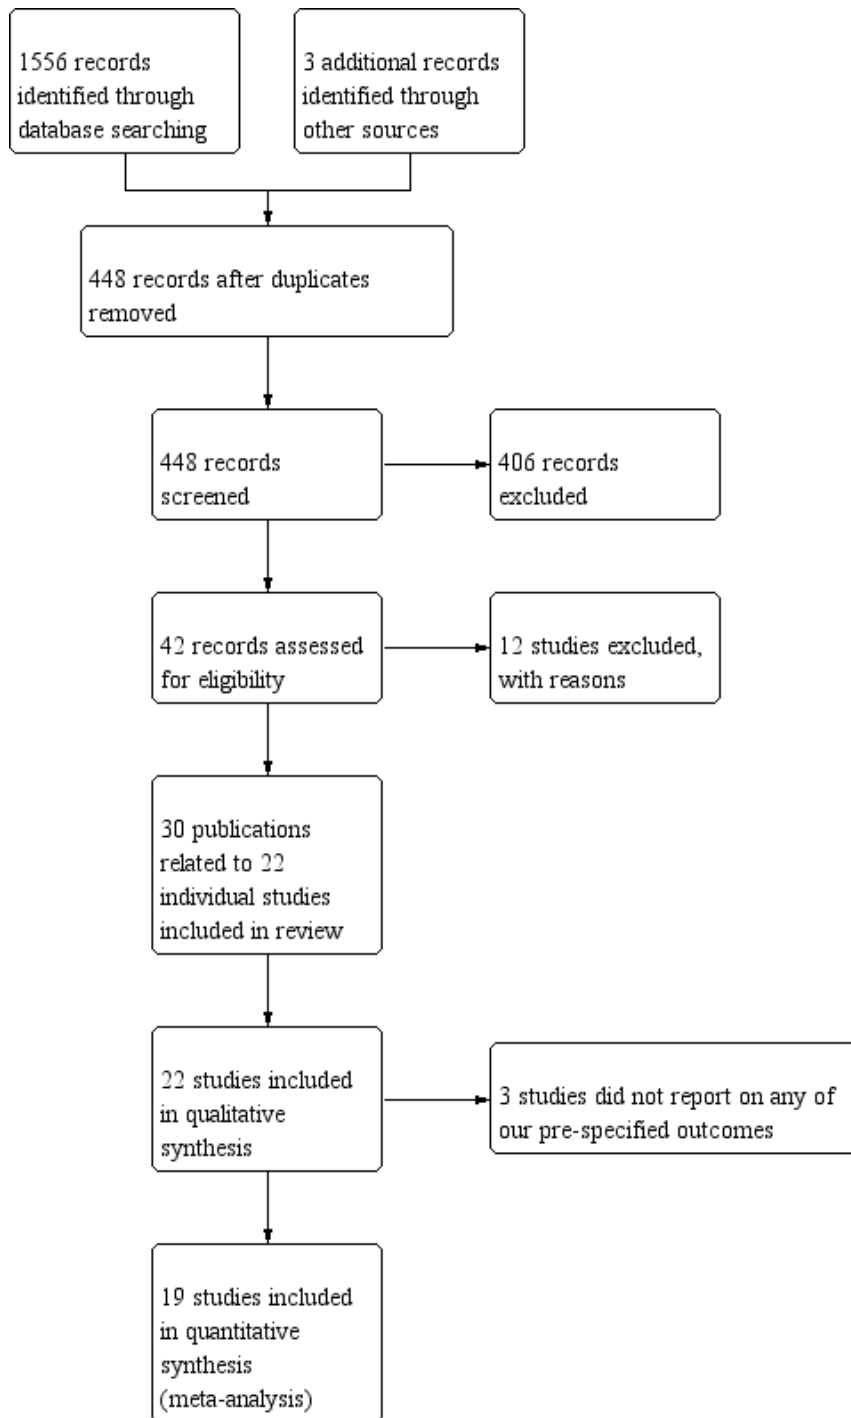 1556 records
identified through
database searching
3 additional records
identified through
other sources
448 records after duplicates
removed
448 records
screened
406 records
excluded
42 records assessed
for eligibility
12 studies excluded,
with reasons
30 publications
related to 22
individual studies
included in review
22 studies included
in qualitative
synthesis
3 studies did not report on any of
our pre-specified outcomes
19 studies included
in quantitative
synthesis
(meta-analysis)